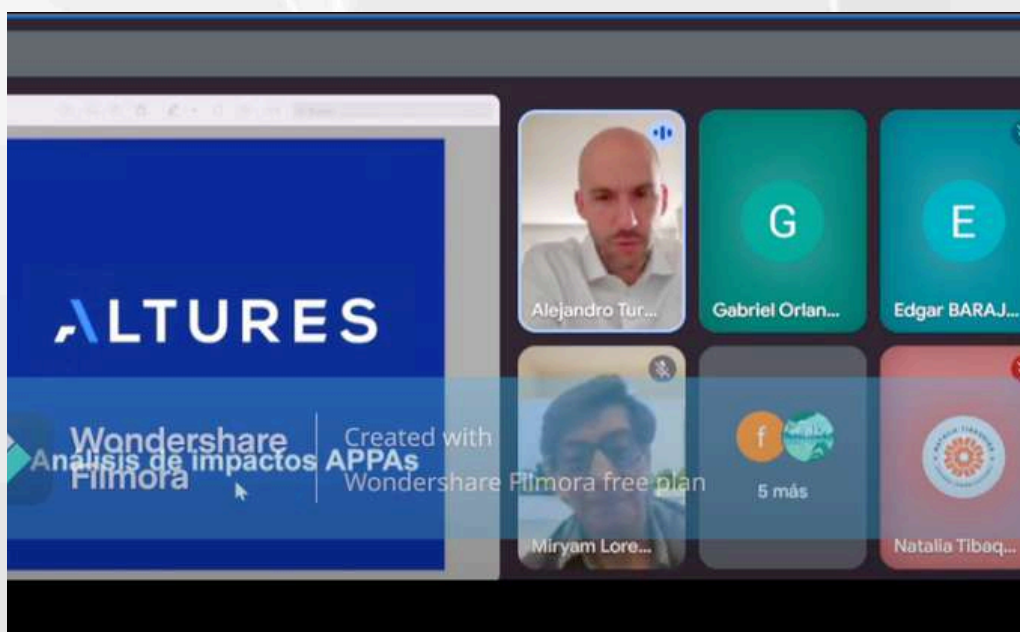 ALTURES
Análisis de impactos APPAs
Wondershare
Filmora
Created with
Wondershare Filmora free plan
Alejandro Tur...
G
Gabriel Orlan...
E
Edgar BARAJ...
Miryam Lore...
f
5 más
Natalia Tibaq...